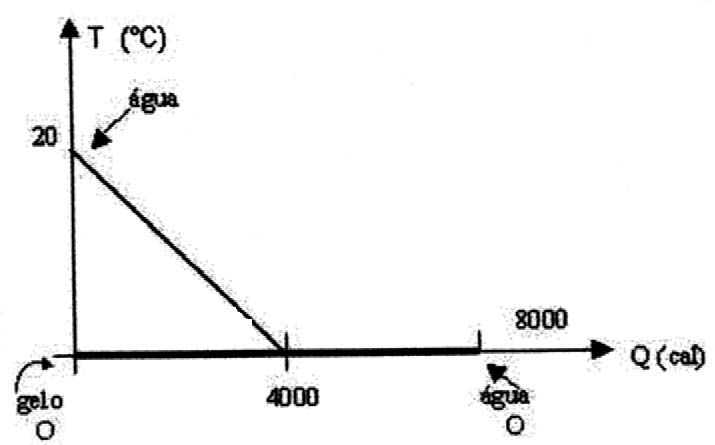 T (ºC)
água
20
8000
Q (cal)
gelo
O
4000
água
O